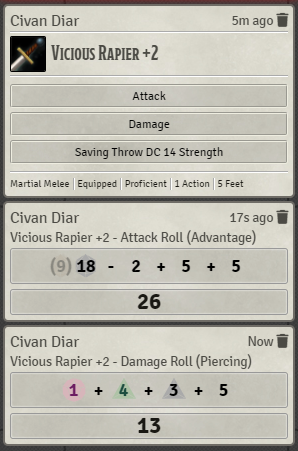 Civan Diar 5m ago
Vicious Rapier +2
Attack
Damage
Saving Throw DC 14 Strength
Martial Melee Equipped Proficient 1 Action 5 Feet
Civan Diar 17s ago
Vicious Rapier +2 - Attack Roll (Advantage)
(9) 18 - 2 + 5 + 5
26
Civan Diar Now
Vicious Rapier +2 - Damage Roll (Piercing)
1 + 4 + 3 + 5
13